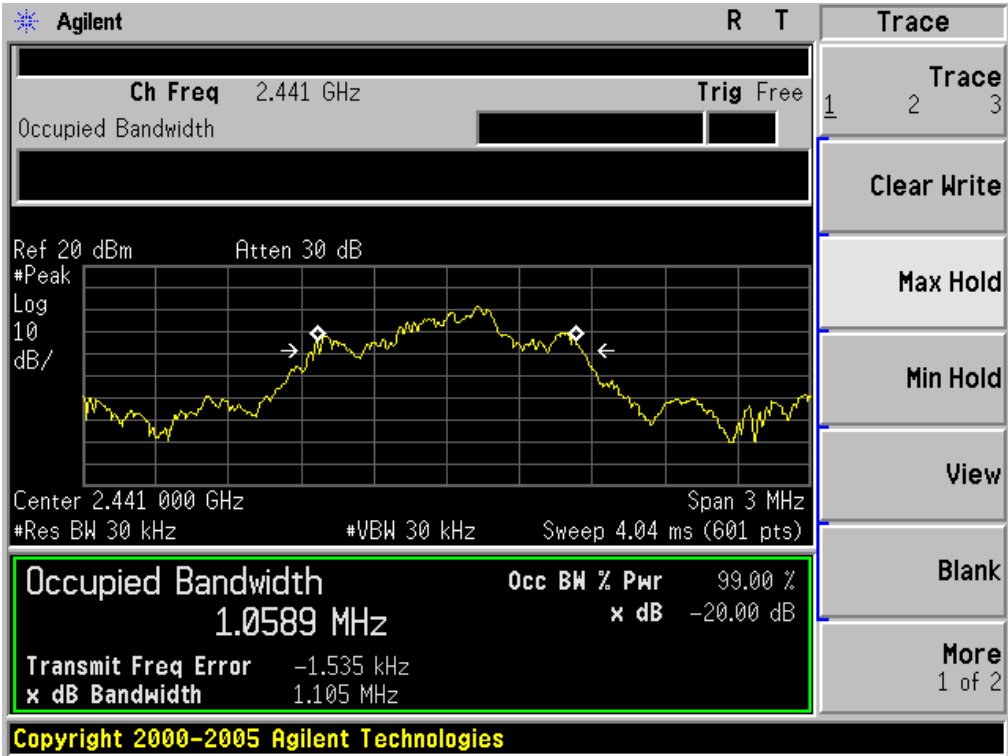 Agilent R T Trace
Ch Freq 2.441 GHz Trig Free
Occupied Bandwidth
Trace
1 2 3
Clear Write
Max Hold
Min Hold
View
Blank
More
1 of 2
Ref 20 dBm Atten 30 dB
#Peak
Log
10
dB/
Center 2.441 000 GHz Span 3 MHz
#Res BW 30 kHz #VBW 30 kHz Sweep 4.04 ms (601 pts)
Occupied Bandwidth Occ BW % Pwr 99.00 %
1.0589 MHz x dB -20.00 dB
Transmit Freq Error -1.535 kHz
x dB Bandwidth 1.105 MHz
Copyright 2000-2005 Agilent Technologies